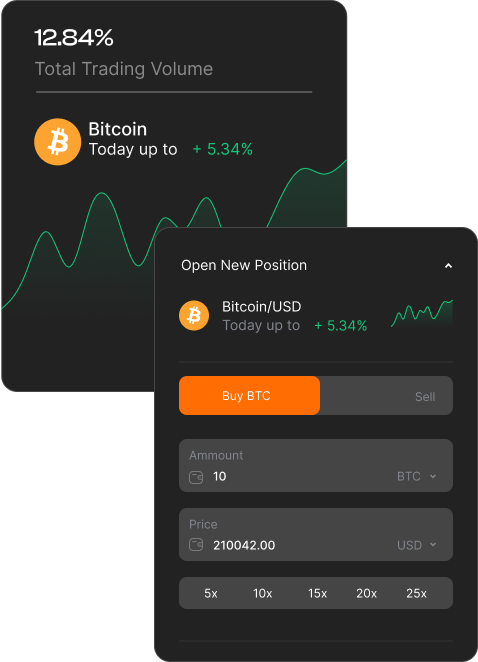 12.84%
Total Trading Volume
Bitcoin
Today up to + 5.34%
Open New Position
Bitcoin/USD
Today up to + 5.34%
Buy BTC Sell
Ammount
10 BTC
Price
210042.00 USD
5x 10x 15x 20x 25x